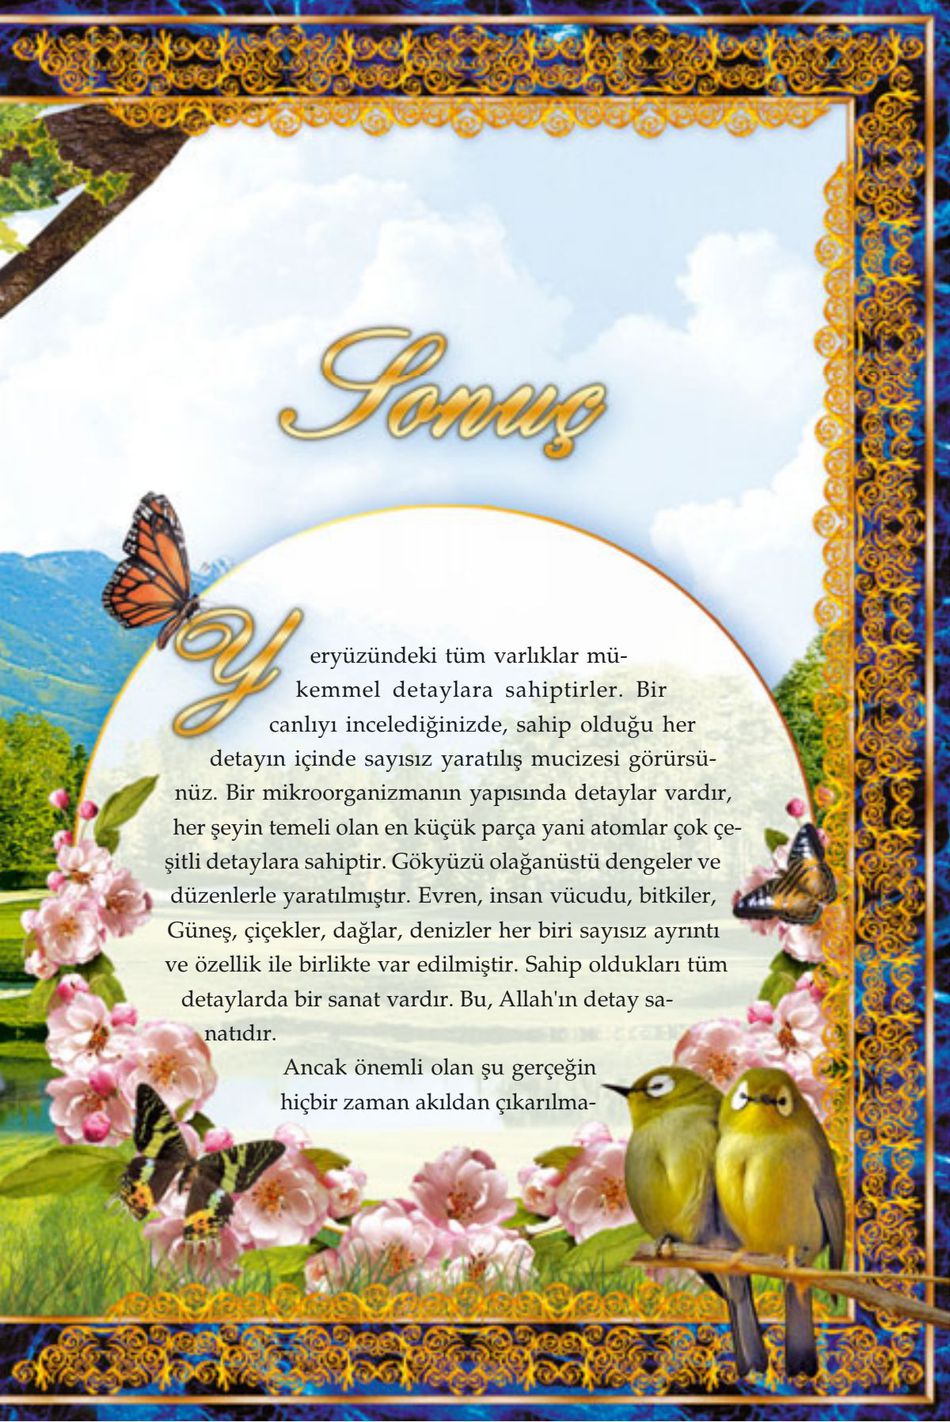 Sonuç
Yeryüzündeki tüm varlıklar mü-
kemmel detaylara sahiptirler. Bir
canlıyı incelediğinizde, sahip olduğu her
detayın içinde sayısız yaratılış mucizesi görürsü-
nüz. Bir mikroorganizmanın yapısında detaylar vardır,
her şeyin temeli olan en küçük parça yani atomlar çok çe-
şitli detaylara sahiptir. Gökyüzü olağanüstü dengeler ve
düzenlerle yaratılmıştır. Evren, insan vücudu, bitkiler,
Güneş, çiçekler, dağlar, denizler her biri sayısız ayrıntı
ve özellik ile birlikte var edilmiştir. Sahip oldukları tüm
detaylarda bir sanat vardır. Bu, Allah'ın detay sa-
natıdır.
Ancak önemli olan şu gerçeğin
hiçbir zaman akıldan çıkarılma-